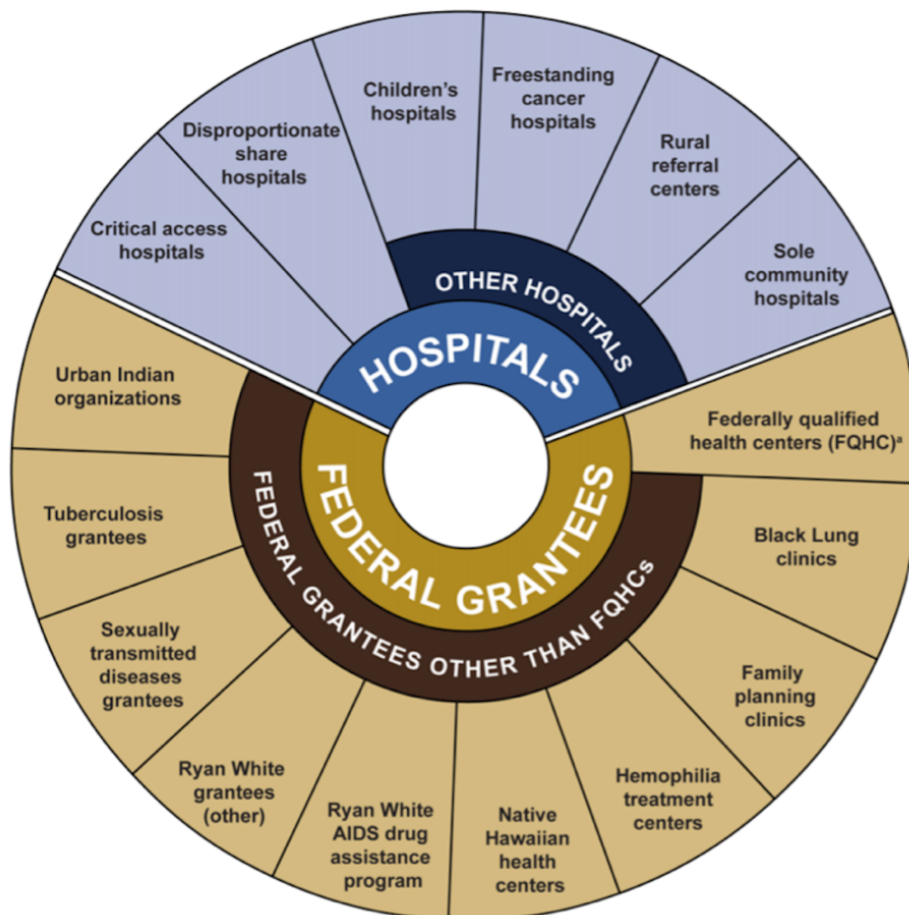 Children's
hospitals
Freestanding
cancer
hospitals
Disproportionate
share
hospitals
Rural
referral
centers
Critical access
hospitals
Sole
community
hospitals
OTHER HOSPITALS
HOSPITALS
Urban Indian
organizations
Federally qualified
health centers (FQHC)ᵃ
FEDERAL GRANTEES
FEDERAL GRANTEES OTHER THAN FQHCs
Tuberculosis
grantees
Black Lung
clinics
Sexually
transmitted
diseases
grantees
Family
planning
clinics
Ryan White
grantees
(other)
Ryan White
AIDS drug
assistance
program
Native
Hawaiian
health
centers
Hemophilia
treatment
centers